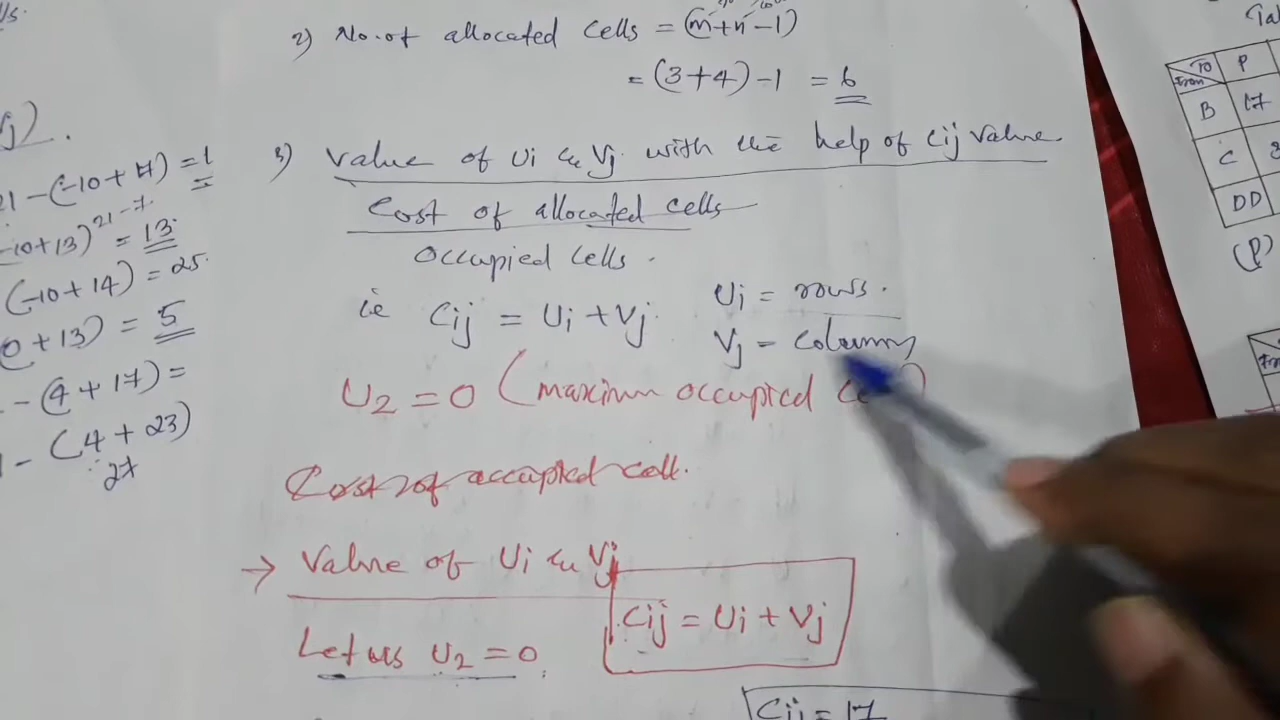 2) No. of allocated cells = (m+n-1)
= (3+4)-1 = 6
3) Value of Ui & Vj with the help of Cij value
Cost of allocated cells
Occupied cells.
ie Cij = Ui + Vj
Ui = rows.
Vj = Columns
U2 = 0 (maximum occupied
Cost of occupied cell.
→ Value of Ui & Vj
Cij = Ui + Vj
Let us U2 = 0
Cij = 17
21 - (-10+ = 1
-10+13) 21-7 = 13
(-10+14) = 25
0+13) = 5
- (4+17) =
- (4+23)
27
To P
From
B 17
C
DD
(P)